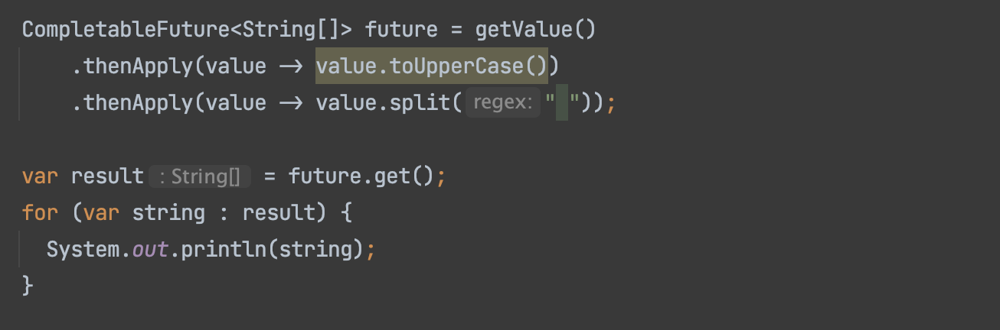 CompletableFuture<String[]> future = getValue()
.thenApply(value -> value.toUpperCase())
.thenApply(value -> value.split( regex: " "));
var result : String[] = future.get();
for (var string : result) {
System.out.println(string);
}